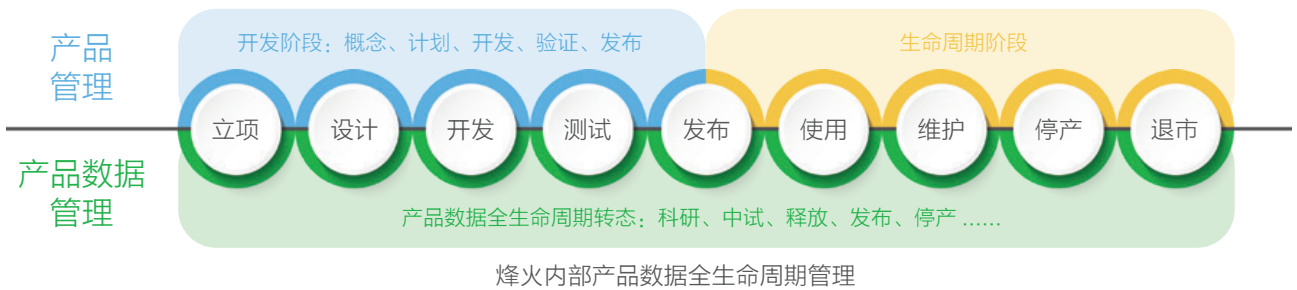 产品
管理
开发阶段：概念、计划、开发、验证、发布
生命周期阶段
立项
设计
开发
测试
发布
使用
维护
停产
退市
产品数据
管理
产品数据全生命周期转态：科研、中试、释放、发布、停产 ......
烽火内部产品数据全生命周期管理